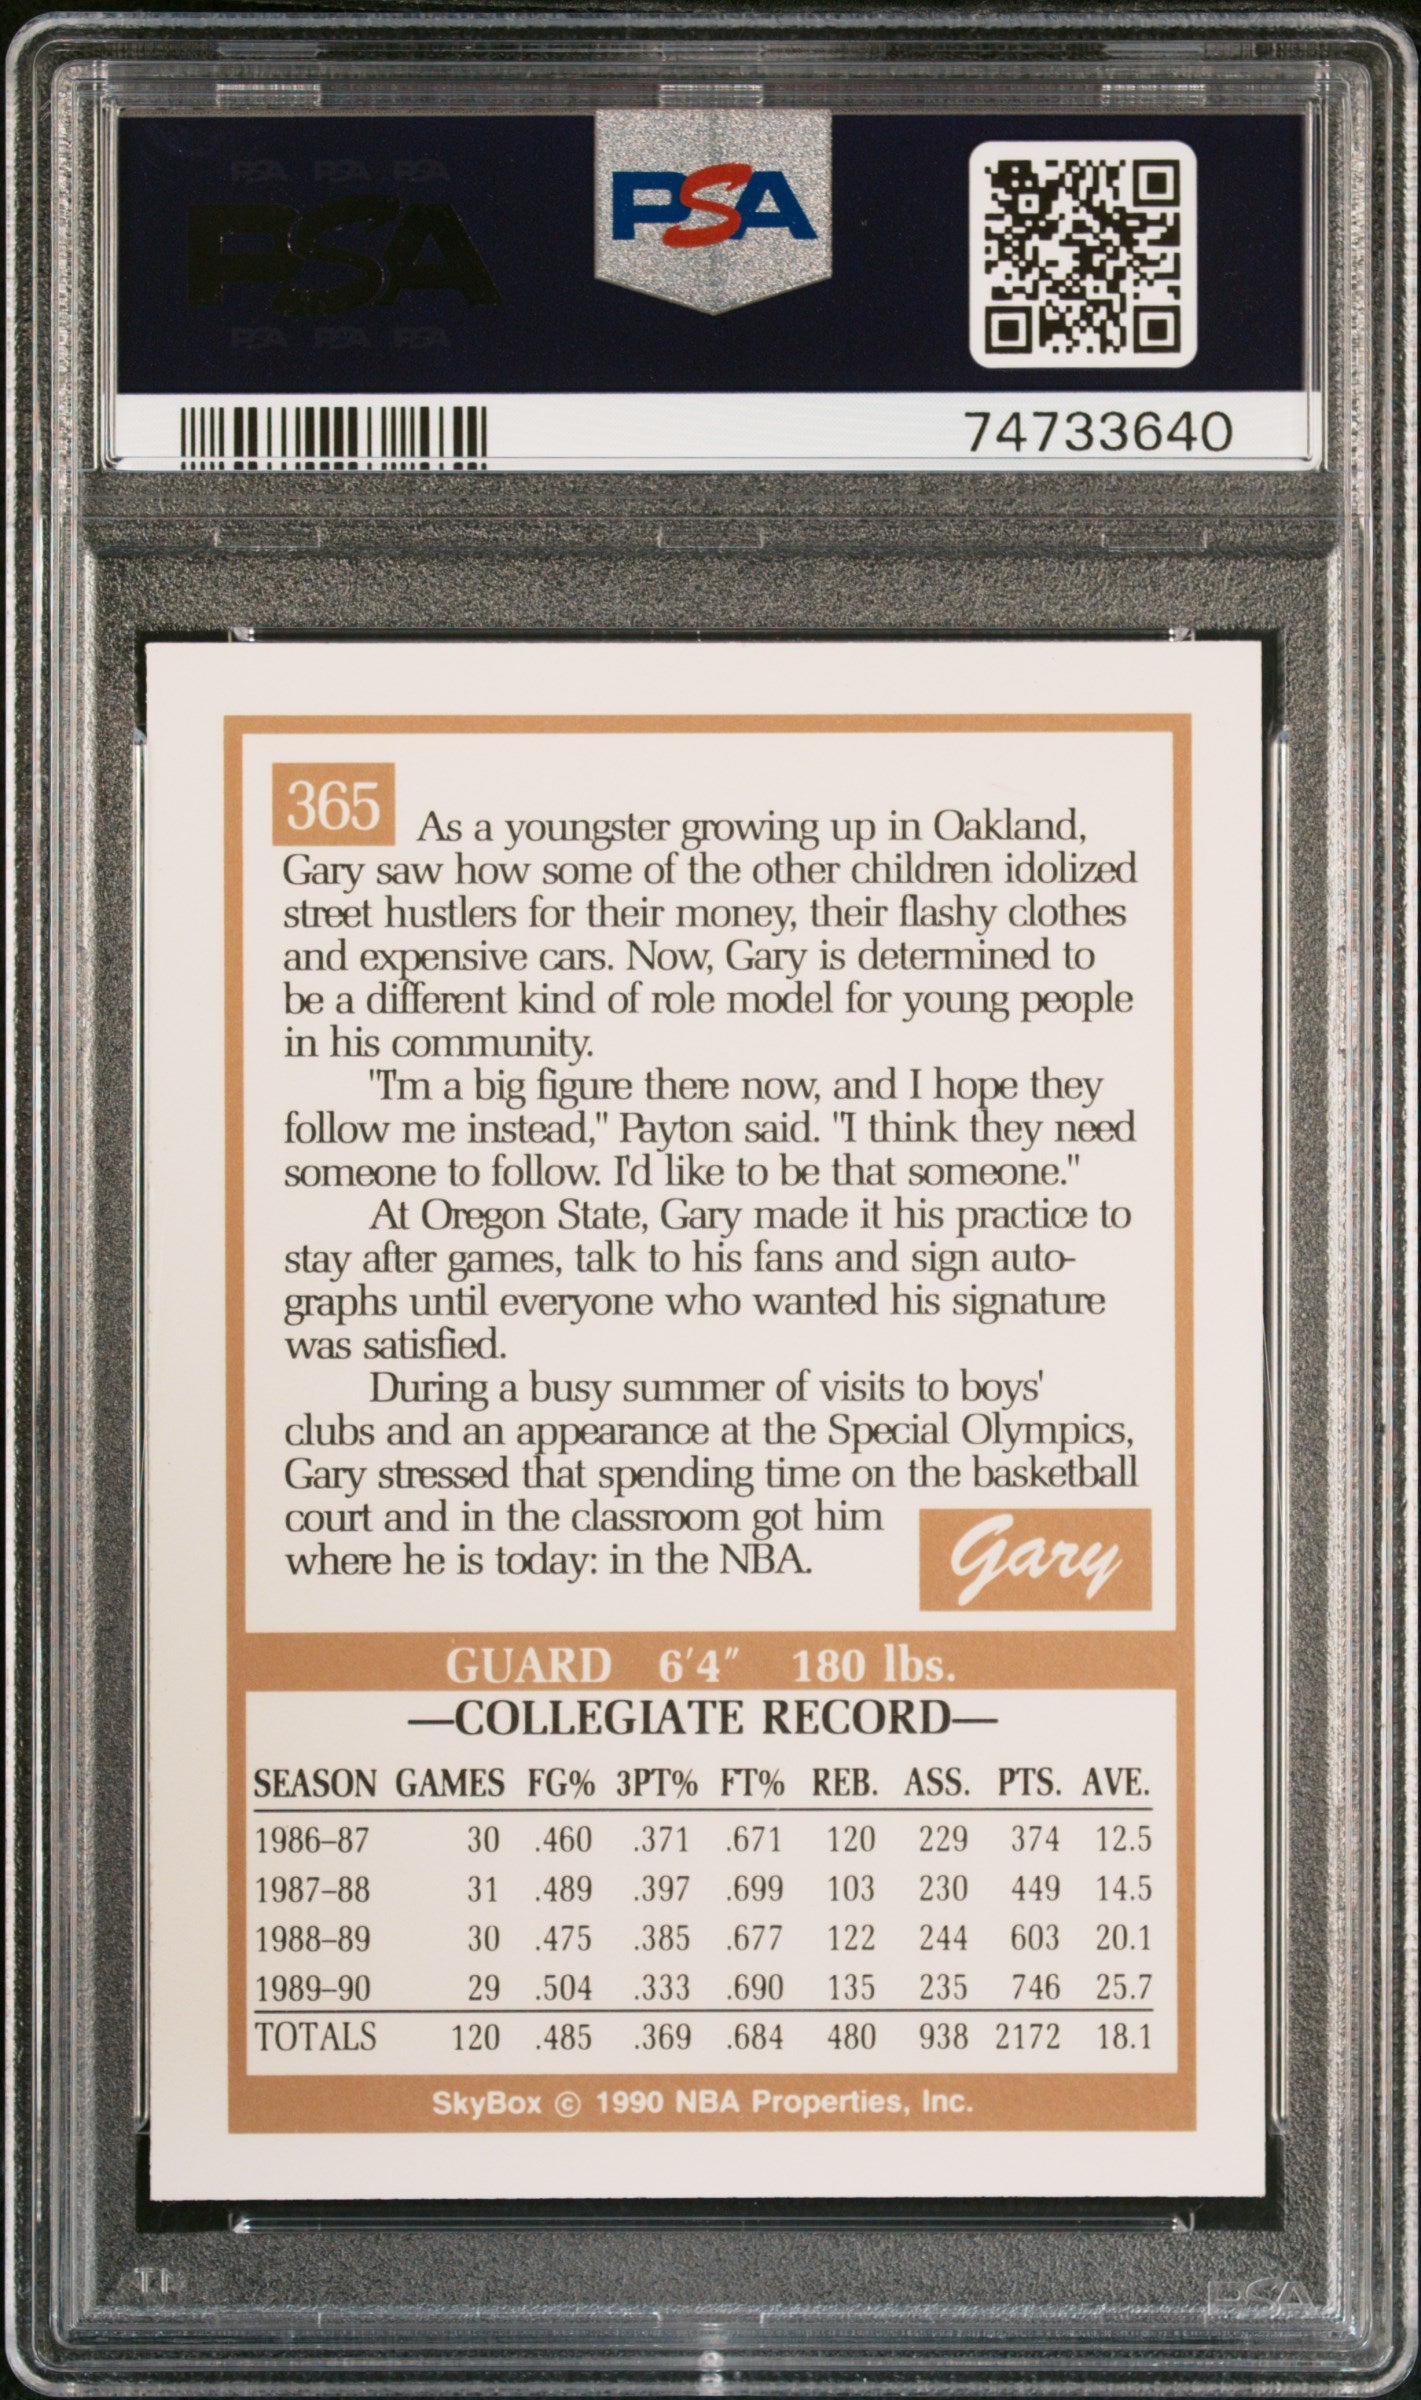 PSA PSA PSA
PSA
PSA PSA PSA
PSA
74733640
365
As a youngster growing up in Oakland,
Gary saw how some of the other children idolized
street hustlers for their money, their flashy clothes
and expensive cars. Now, Gary is determined to
be a different kind of role model for young people
in his community.
"I'm a big figure there now, and I hope they
follow me instead," Payton said. "I think they need
someone to follow. I'd like to be that someone."
At Oregon State, Gary made it his practice to
stay after games, talk to his fans and sign auto-
graphs until everyone who wanted his signature
was satisfied.
During a busy summer of visits to boys'
clubs and an appearance at the Special Olympics,
Gary stressed that spending time on the basketball
court and in the classroom got him
where he is today: in the NBA.
Gary
GUARD 6'4" 180 lbs.
—COLLEGIATE RECORD—
SEASON GAMES FG% 3PT% FT% REB. ASS. PTS. AVE.
1986–87 30 .460 .371 .671 120 229 374 12.5
1987–88 31 .489 .397 .699 103 230 449 14.5
1988–89 30 .475 .385 .677 122 244 603 20.1
1989–90 29 .504 .333 .690 135 235 746 25.7
TOTALS 120 .485 .369 .684 480 938 2172 18.1
SkyBox © 1990 NBA Properties, Inc.
PSA